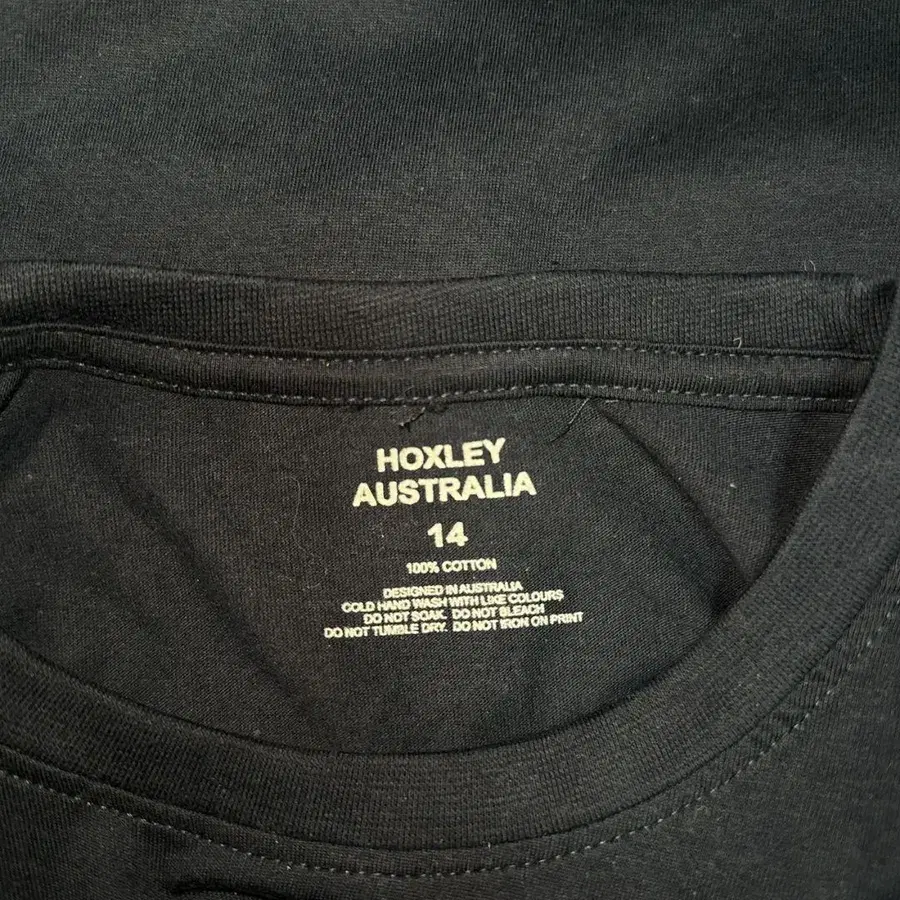 HOXLEY
AUSTRALIA
14
100% COTTON
DESIGNED IN AUSTRALIA
COLD HAND WASH WITH LIKE COLOURS
DO NOT SOAK. DO NOT BLEACH
DO NOT TUMBLE DRY. DO NOT IRON ON PRINT